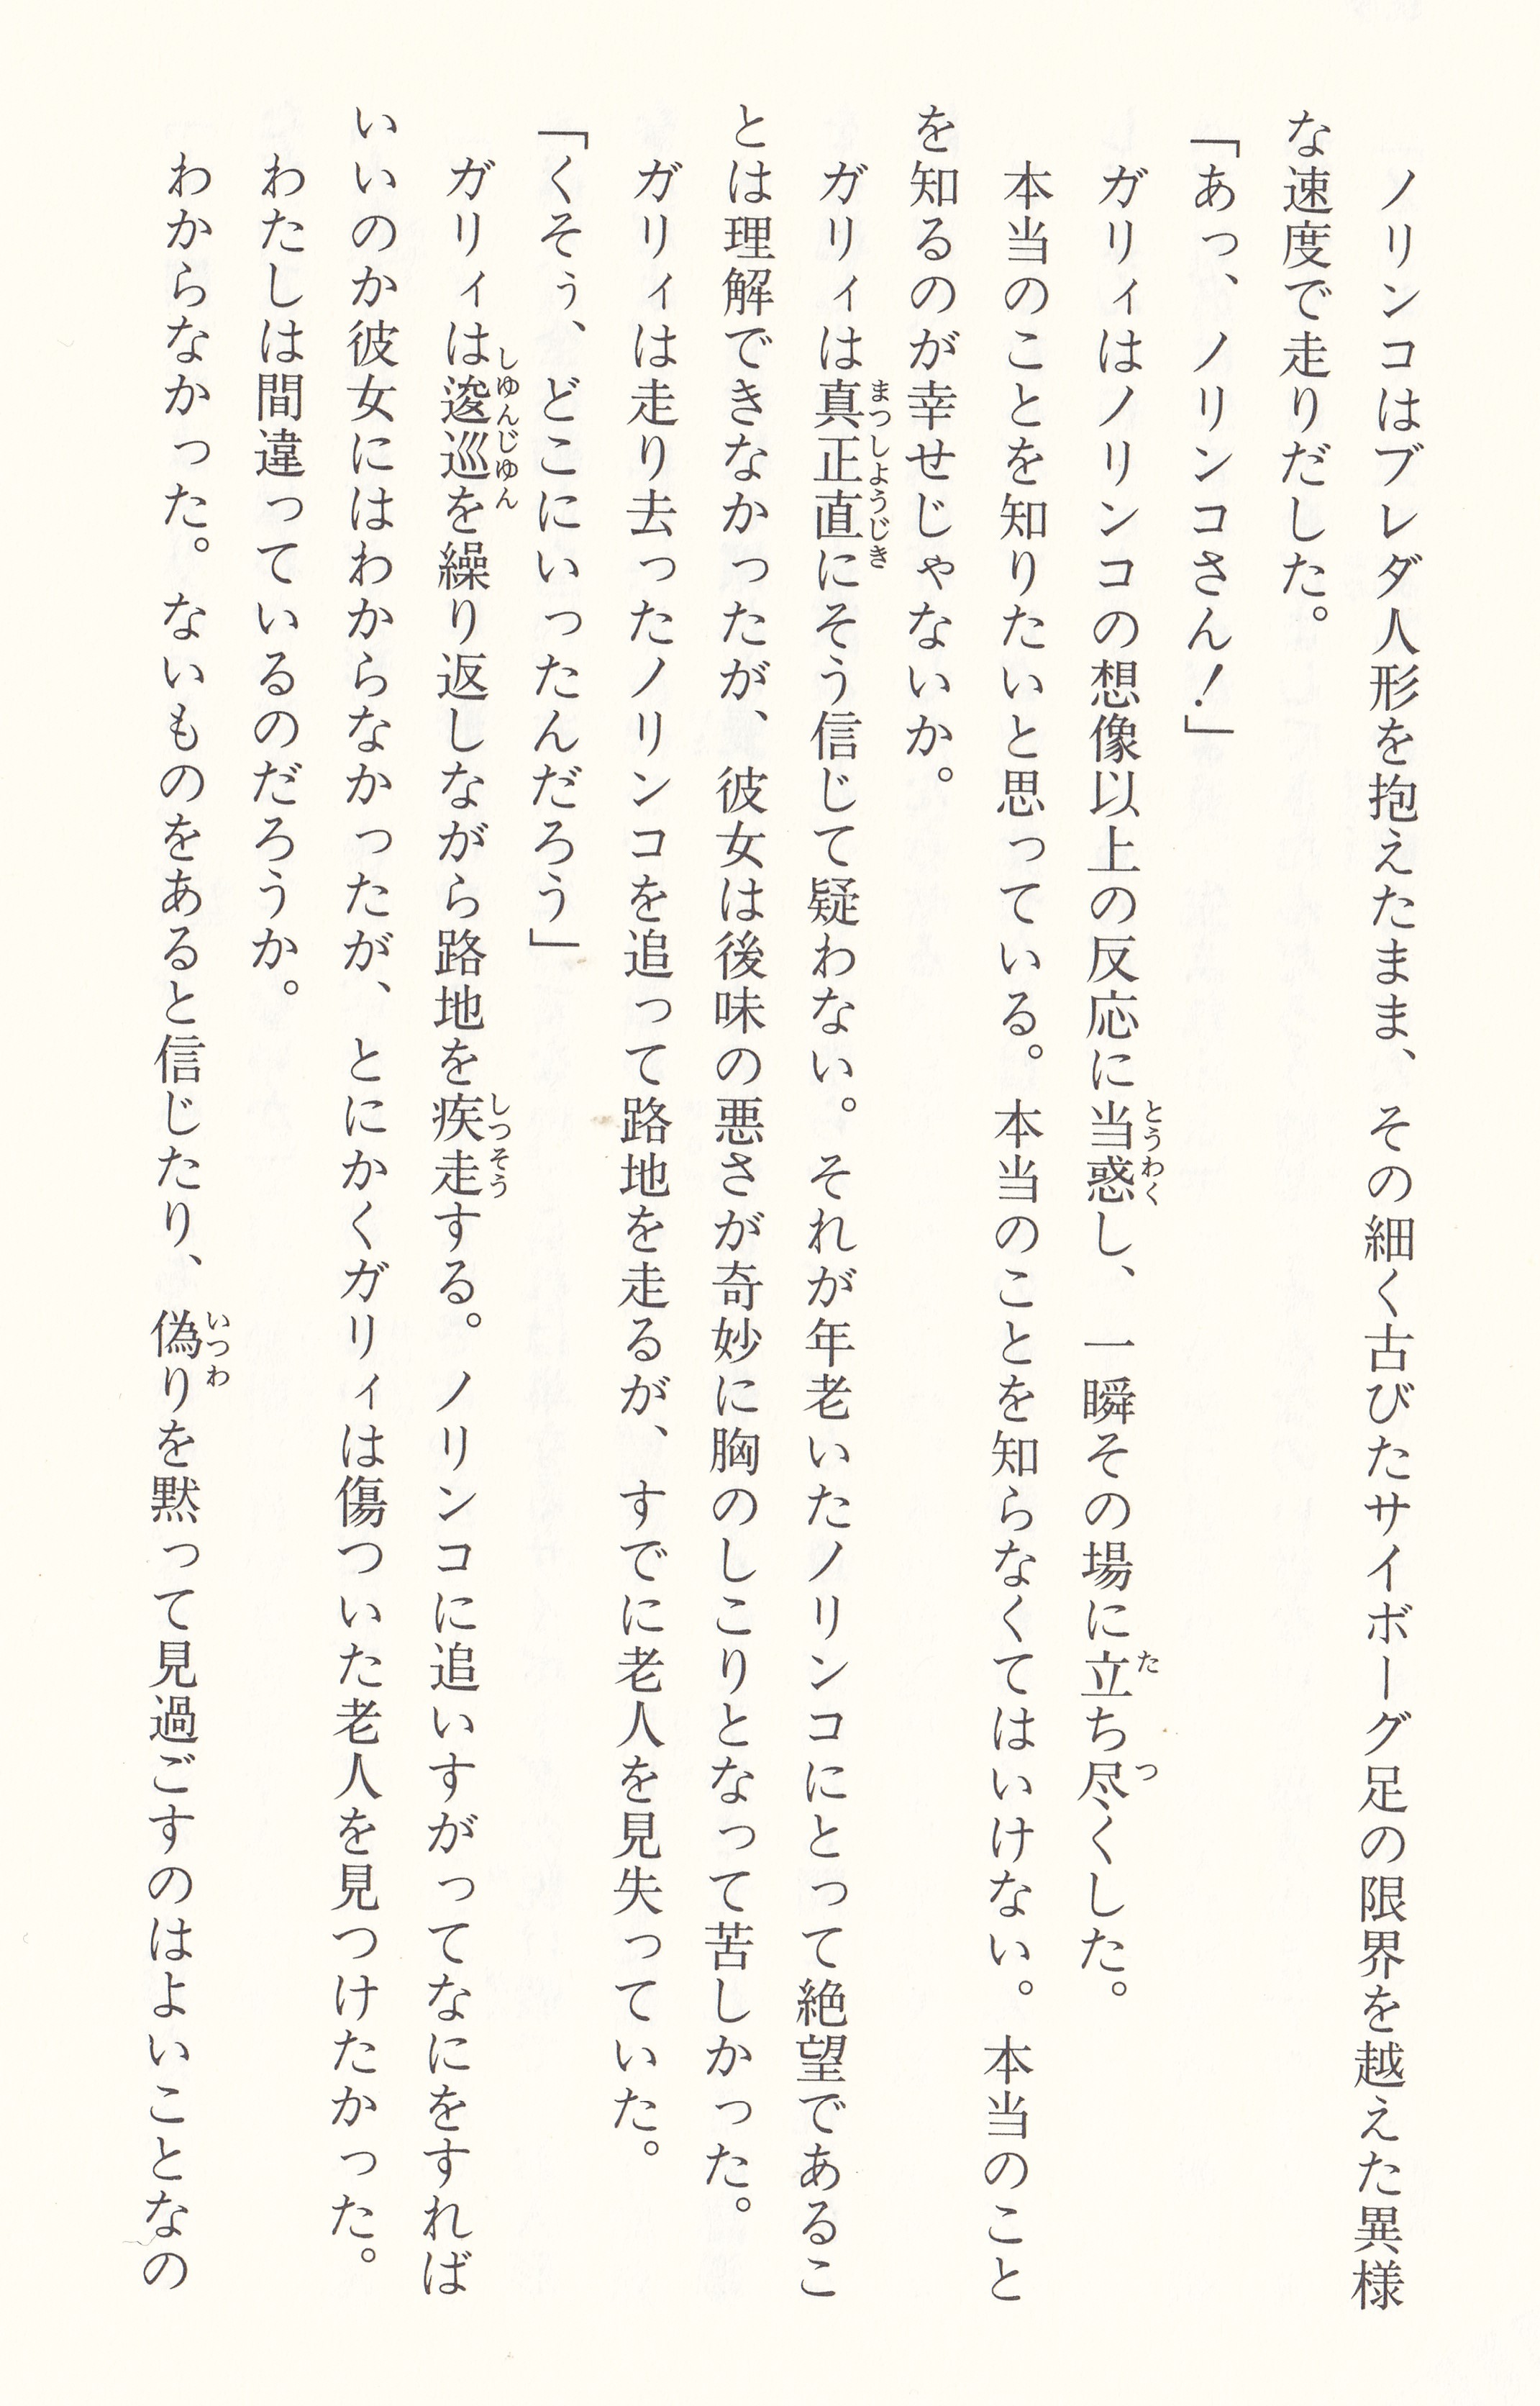 ノリンコはブレダ人形を抱えたまま、その細く古びたサイボーグ足の限界を越えた異様
な速度で走りだした。
「あっ、ノリンコさん！」
ガリィはノリンコの想像以上の反応に当惑し、一瞬その場に立ち尽くした。
本当のことを知りたいと思っている。本当のことを知らなくてはいけない。本当のこと
を知るのが幸せじゃないか。
ガリィは真正直にそう信じて疑わない。それが年老いたノリンコにとって絶望であるこ
とは理解できなかったが、彼女は後味の悪さが奇妙に胸のしこりとなって苦しかった。
ガリィは走り去ったノリンコを追って路地を走るが、すでに老人を見失っていた。
「くそぅ、どこにいったんだろう」
ガリィは逡巡を繰り返しながら路地を疾走する。ノリンコに追いすがってなにをすれば
いいのか彼女にはわからなかったが、とにかくガリィは傷ついた老人を見つけたかった。
わたしは間違っているのだろうか。
わからなかった。ないものをあると信じたり、偽りを黙って見過ごすのはよいことなの